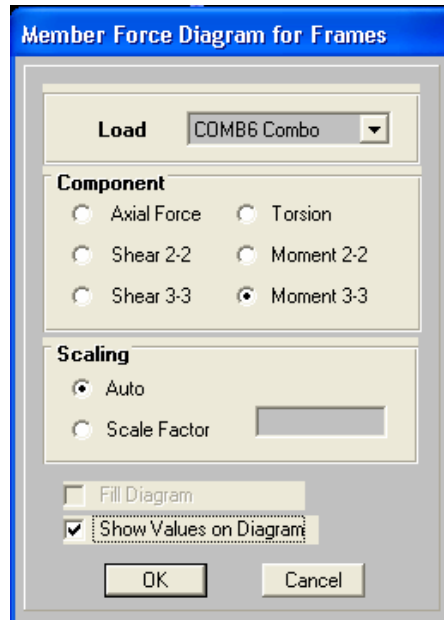 Member Force Diagram for Frames
Load COMB6 Combo
Component
Axial Force Torsion
Shear 2-2 Moment 2-2
Shear 3-3 Moment 3-3
Scaling
Auto
Scale Factor
Fill Diagram
Show Values on Diagram
OK Cancel